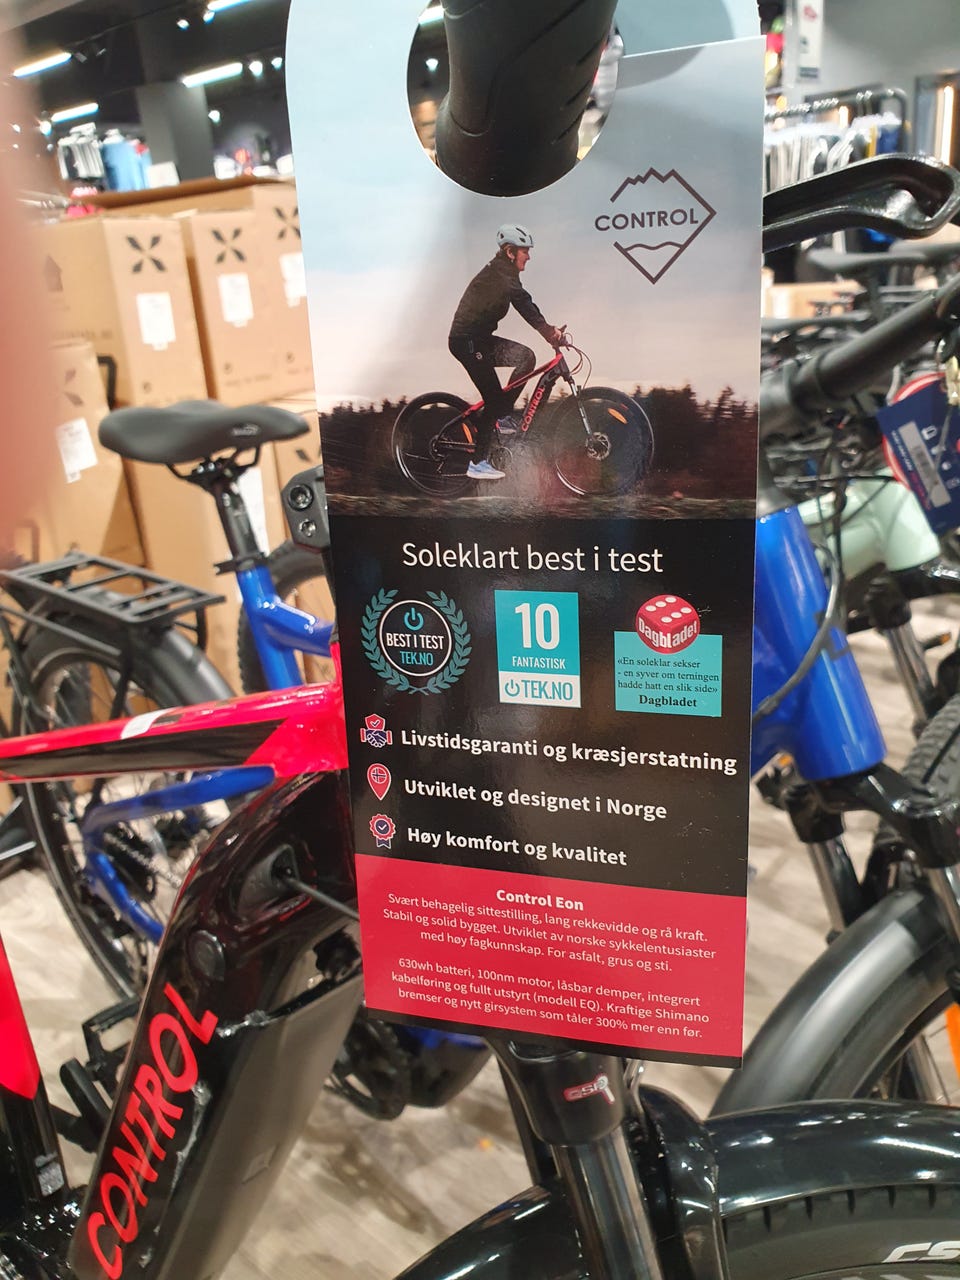 CONTROL
CONTROL
Soleklart best i test
BEST I TEST
TEK.NO
10
FANTASTISK
TEK.NO
Dagbladet
«En soleklar sekser
- en syver om terningen
hadde hatt en slik side»
Dagbladet
Livstidsgaranti og kræsjerstatning
Utviklet og designet i Norge
Høy komfort og kvalitet
Control Eon
Svært behagelig sittestilling, lang rekkevidde og rå kraft.
Stabil og solid bygget. Utviklet av norske sykkelentusiaster
med høy fagkunnskap. For asfalt, grus og sti.
630wh batteri, 100nm motor, låsbar demper, integrert
kabelføring og fullt utstyrt (modell EQ). Kraftige Shimano
bremser og nytt girsystem som tåler 300% mer enn før.
CONTROL